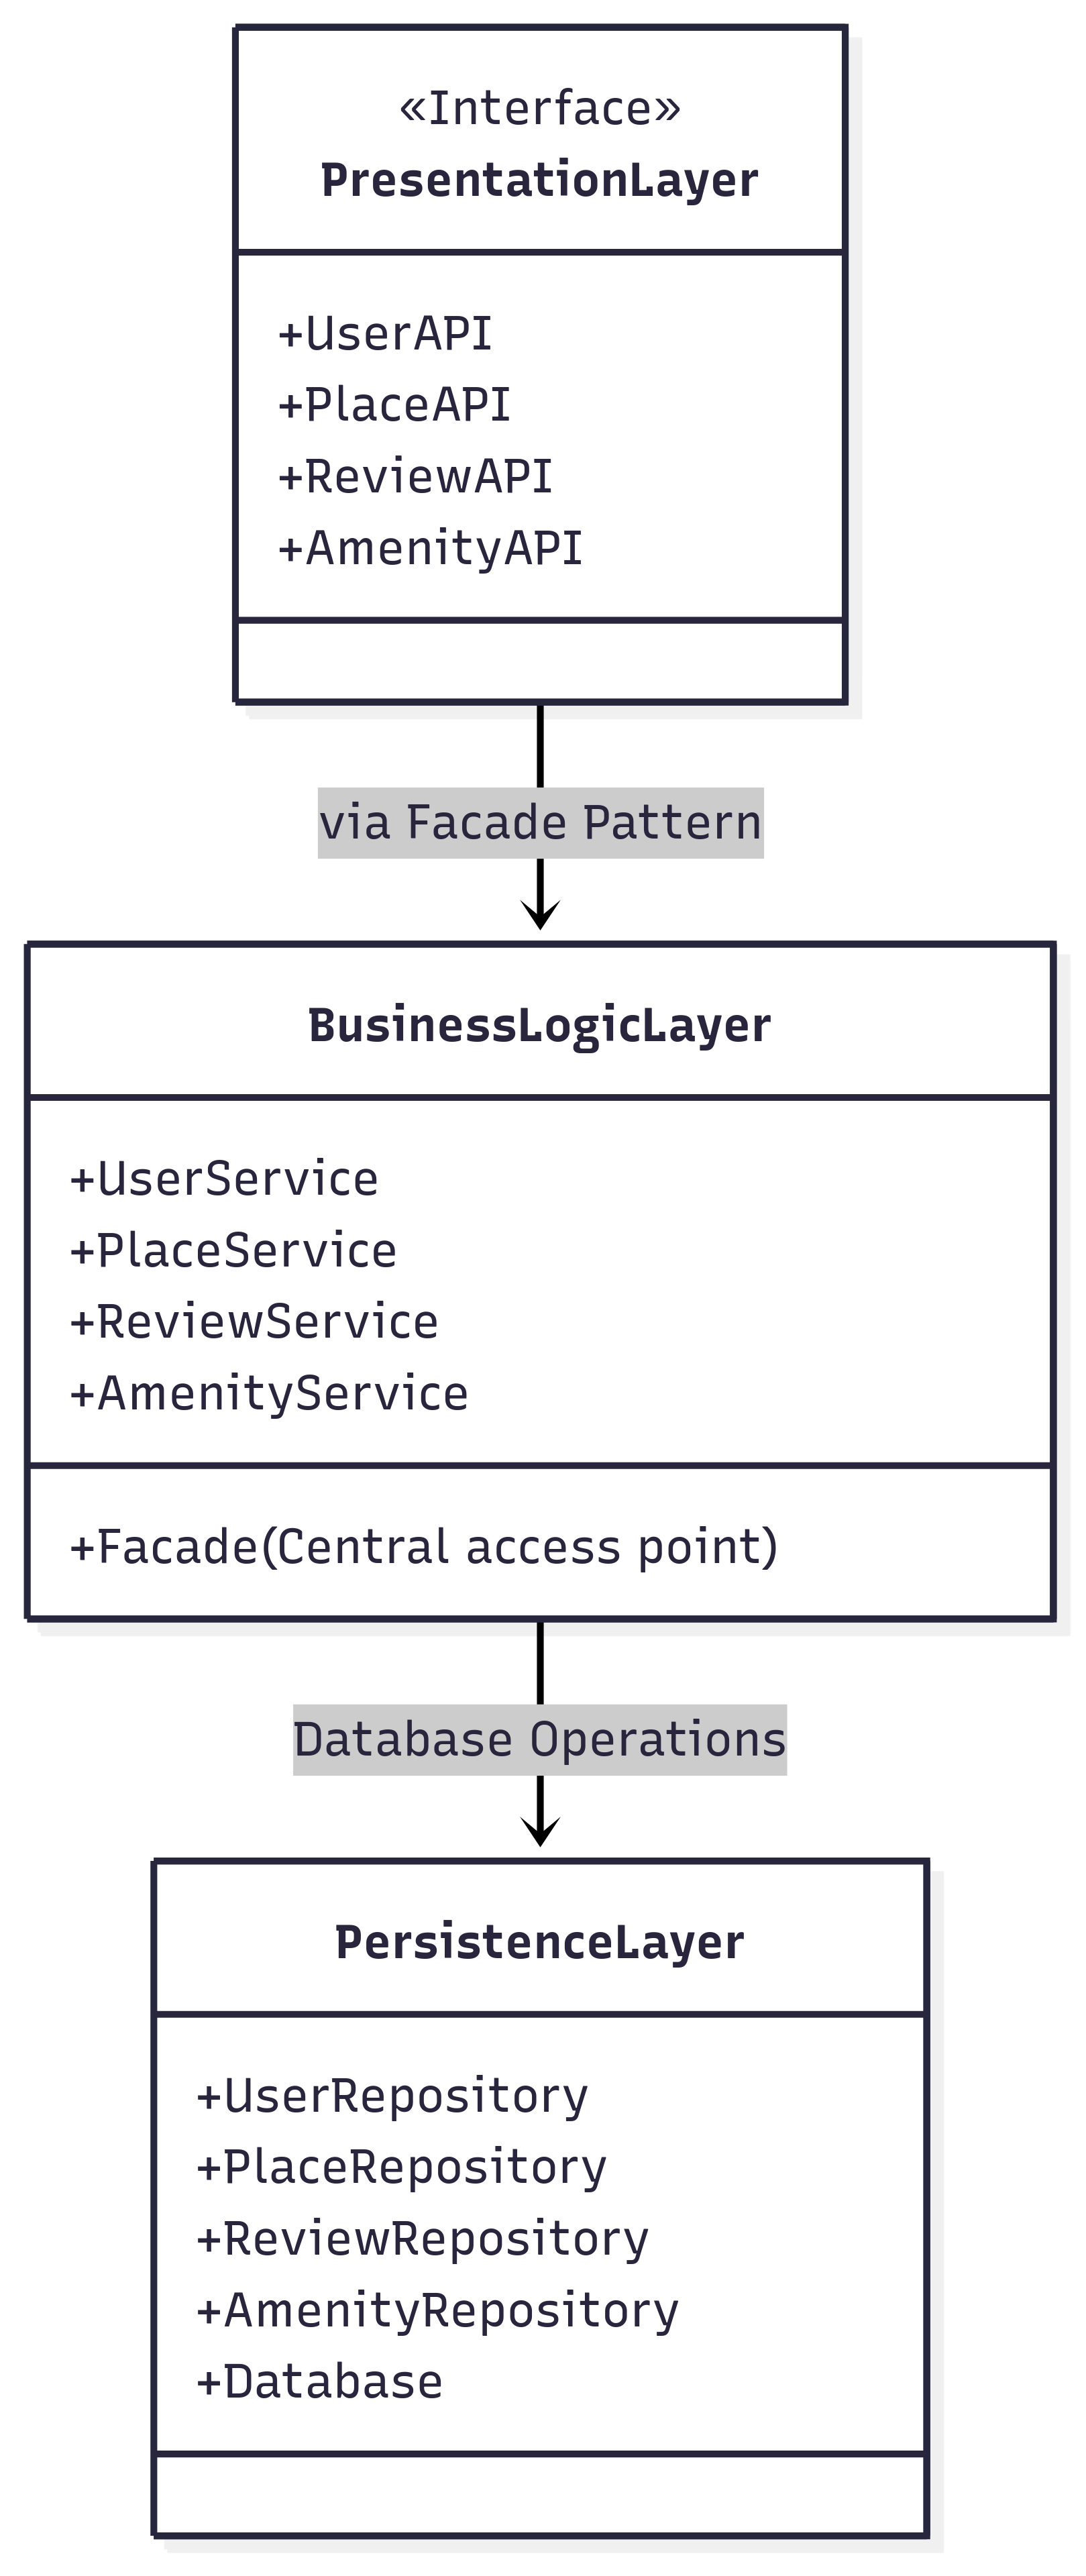 «Interface»
PresentationLayer
+UserAPI
+PlaceAPI
+ReviewAPI
+AmenityAPI
via Facade Pattern
BusinessLogicLayer
+UserService
+PlaceService
+ReviewService
+AmenityService
+Facade(Central access point)
Database Operations
PersistenceLayer
+UserRepository
+PlaceRepository
+ReviewRepository
+AmenityRepository
+Database